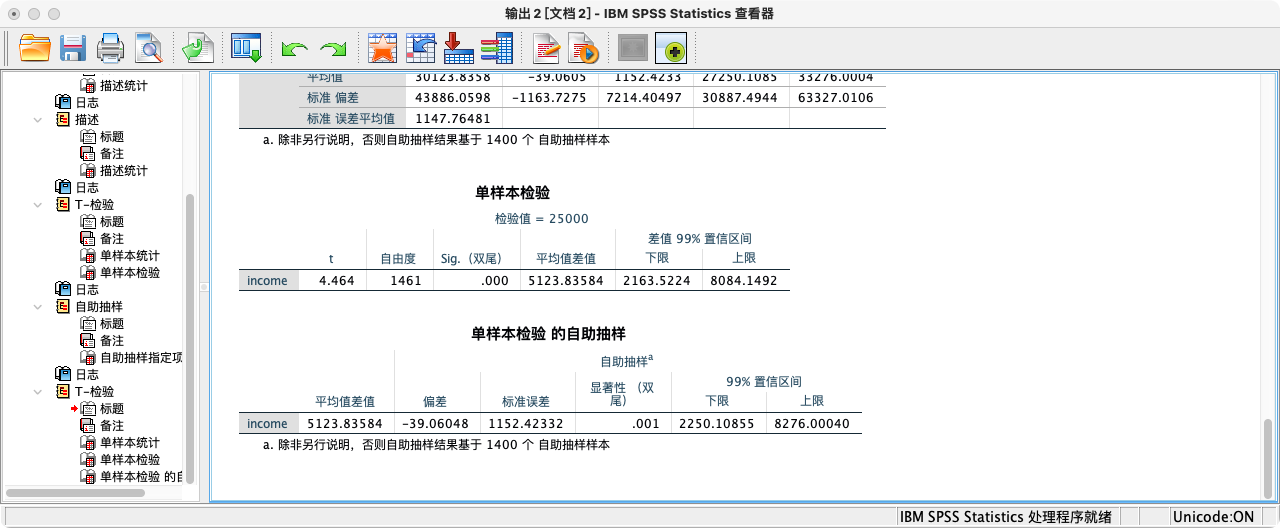 输出 2 [文档 2] - IBM SPSS Statistics 查看器
描述统计
日志
描述
标题
备注
描述统计
日志
T-检验
标题
备注
单样本统计
单样本检验
日志
自助抽样
标题
备注
自助抽样指定项
日志
T-检验
标题
备注
单样本统计
单样本检验
单样本检验 的自
平均值 30123.8358 -39.0605 1152.4233 27250.1085 33276.0004
标准 偏差 43886.0598 -1163.7275 7214.40497 30887.4944 63327.0106
标准 误差平均值 1147.76481
a. 除非另行说明，否则自助抽样结果基于 1400 个 自助抽样样本
单样本检验
检验值 = 25000
差值 99% 置信区间
t 自由度 Sig.（双尾） 平均值差值 下限 上限
income 4.464 1461 .000 5123.83584 2163.5224 8084.1492
单样本检验 的自助抽样
自助抽样a
显著性 （双 99% 置信区间
平均值差值 偏差 标准误差 尾） 下限 上限
income 5123.83584 -39.06048 1152.42332 .001 2250.10855 8276.00040
a. 除非另行说明，否则自助抽样结果基于 1400 个 自助抽样样本
IBM SPSS Statistics 处理程序就绪 Unicode:ON